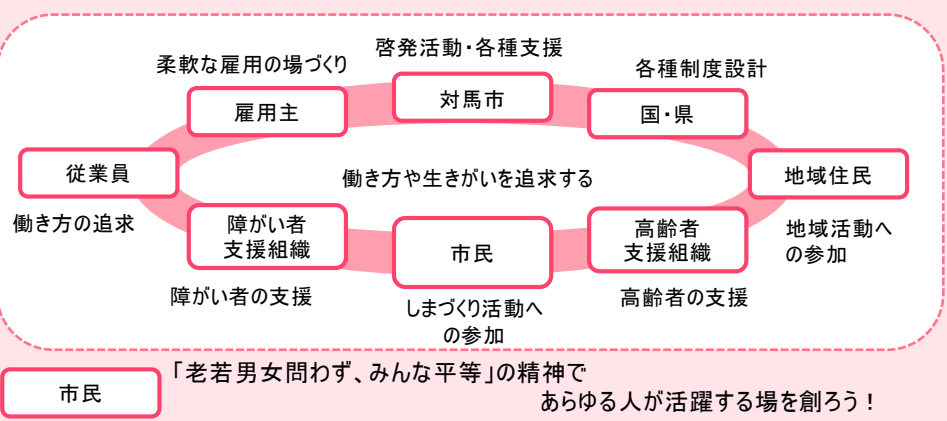 啓発活動・各種支援
柔軟な雇用の場づくり
各種制度設計
雇用主
対馬市
国・県
従業員
働き方や生きがいを追求する
地域住民
働き方の追求
障がい者
支援組織
市民
高齢者
支援組織
地域活動へ
の参加
障がい者の支援
しまづくり活動へ
の参加
高齢者の支援
市民
「老若男女問わず、みんな平等」の精神で
あらゆる人が活躍する場を創ろう！